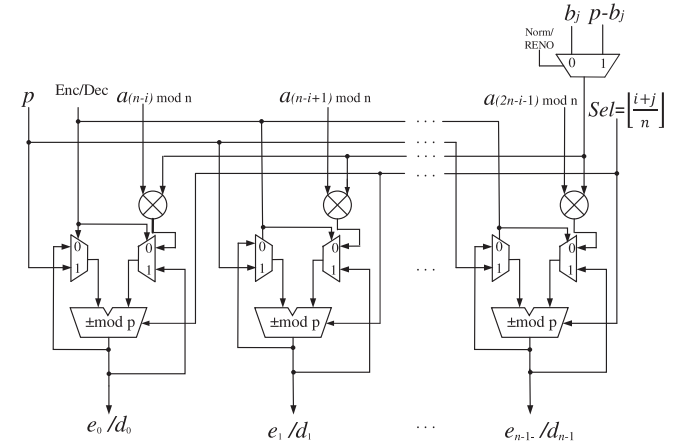 b_j p-b_j
Norm/
RENO
0 1
p Enc/Dec a_(n-i) mod n a_(n-i+1) mod n a_(2n-i-1) mod n Sel=⌊(i+j)/n⌋
. . .
. . .
. . .
. . .
0 0 0 0 0 0
1 1 1 1 . . . 1 1
±mod p ±mod p ±mod p
e_0 /d_0 e_1 /d_1 . . . e_n-1- /d_n-1